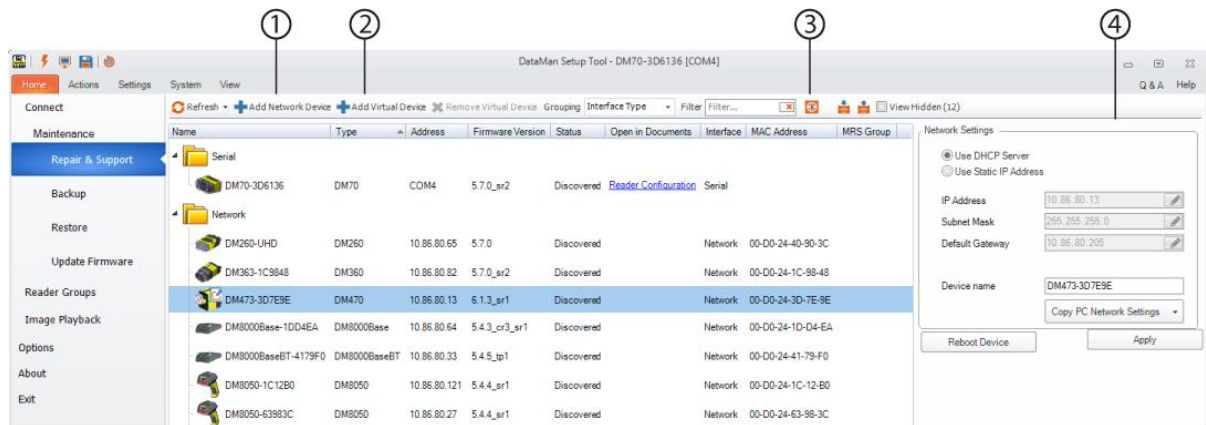 1 2 3 4
DataMan Setup Tool - DM70-3D6136 [COM4]
Home Actions Settings System View Q & A Help
Connect
Maintenance
Repair & Support
Backup
Restore
Update Firmware
Reader Groups
Image Playback
Options
About
Exit
Refresh Add Network Device Add Virtual Device Remove Virtual Device Grouping Interface Type Filter Filter... View Hidden (12)
Name Type Address Firmware Version Status Open in Documents Interface MAC Address MRS Group
Serial
DM70-3D6136 DM70 COM4 5.7.0_sr2 Discovered Reader Configuration Serial
Network
DM260-UHD DM260 10.86.80.65 5.7.0 Discovered Network 00-D0-24-40-90-3C
DM363-1C9848 DM360 10.86.80.82 5.7.0_sr2 Discovered Network 00-D0-24-1C-98-48
DM473-3D7E9E DM470 10.86.80.13 6.1.3_sr1 Discovered Network 00-D0-24-3D-7E-9E
DM8000Base-1DD4EA DM8000Base 10.86.80.64 5.4.3_cr3_sr1 Discovered Network 00-D0-24-1D-D4-EA
DM8000BaseBT-4179F0 DM8000BaseBT 10.86.80.33 5.4.5_tp1 Discovered Network 00-D0-24-41-79-F0
DM8050-1C12B0 DM8050 10.86.80.121 5.4.4_sr1 Discovered Network 00-D0-24-1C-12-B0
DM8050-63983C DM8050 10.86.80.27 5.4.4_sr1 Discovered Network 00-D0-24-63-98-3C
Network Settings
Use DHCP Server
Use Static IP Address
IP Address 10.86.80.13
Subnet Mask 255.255.255.0
Default Gateway 10.86.80.205
Device name DM473-3D7E9E
Copy PC Network Settings
Reboot Device Apply